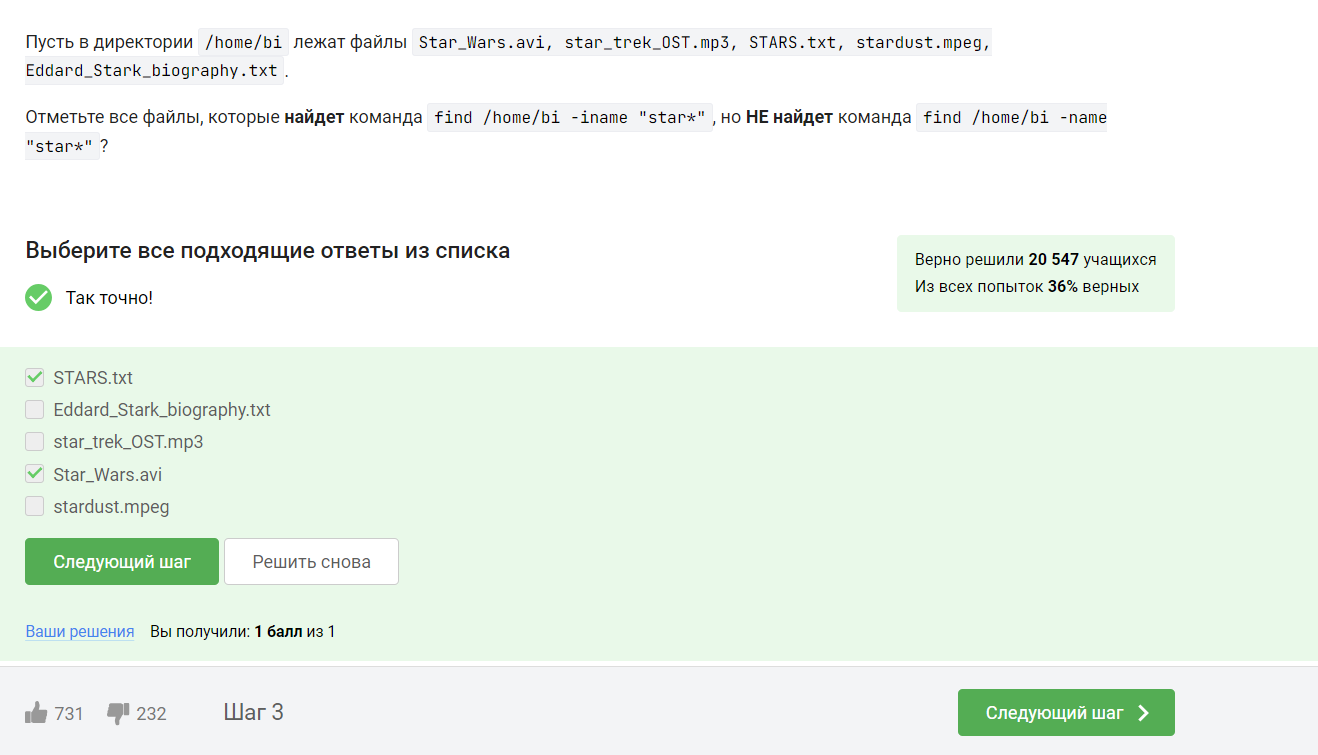 Пусть в директории /home/bi лежат файлы Star_Wars.avi, star_trek_OST.mp3, STARS.txt, stardust.mpeg,
Eddard_Stark_biography.txt.
Отметьте все файлы, которые найдет команда find /home/bi -iname "star*", но НЕ найдет команда find /home/bi -name
"star*"?
Выберите все подходящие ответы из списка
Верно решили 20 547 учащихся
Из всех попыток 36% верных
Так точно!
STARS.txt
Eddard_Stark_biography.txt
star_trek_OST.mp3
Star_Wars.avi
stardust.mpeg
Следующий шаг Решить снова
Ваши решения Вы получили: 1 балл из 1
731 232 Шаг 3 Следующий шаг